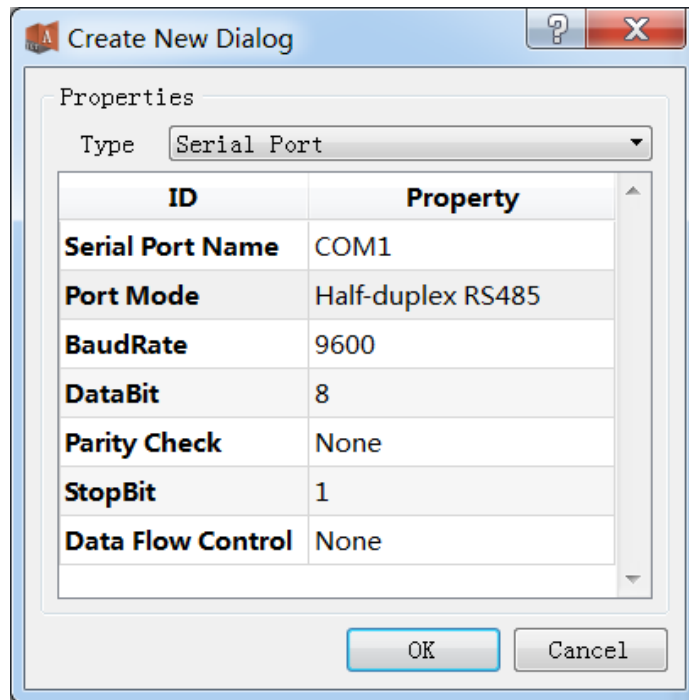 Create New Dialog
Properties
Type Serial Port
ID Property
Serial Port Name COM1
Port Mode Half-duplex RS485
BaudRate 9600
DataBit 8
Parity Check None
StopBit 1
Data Flow Control None
OK Cancel